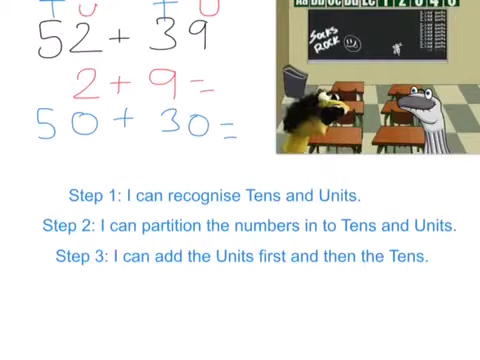 T U T U
52 + 39
2 + 9 =
50 + 30 =
SOCKS
ROCK
Step 1: I can recognise Tens and Units.
Step 2: I can partition the numbers in to Tens and Units.
Step 3: I can add the Units first and then the Tens.